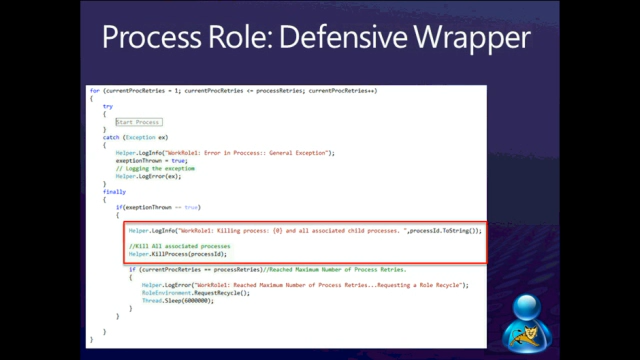 Process Role: Defensive Wrapper
for (currentProcRetries = 1; currentProcRetries <= processRetries; currentProcRetries++)
{
try
{
Start Process
}
catch (Exception ex)
{
Helper.LogInfo("WorkRole1: Error in Proccess:: General Exception");
exeptionThrown = true;
// Logging the exception
Helper.LogError(ex);
}
finally
{
if(exeptionThrown == true)
{
Helper.LogInfo("WorkRole1: Killing process: {0} and all associated child processes. ",processId.ToString());
//Kill All associated processes
Helper.KillProcess(processId);
if (currentProcRetries == processRetries)//Reached Maximum Number of Process Retries.
{
Helper.LogError("WorkRole1: Reached Maximum Number of Process Retries...Requesting a Role Recycle");
RoleEnvironment.RequestRecycle();
Thread.Sleep(6000000);
}
}
}
}